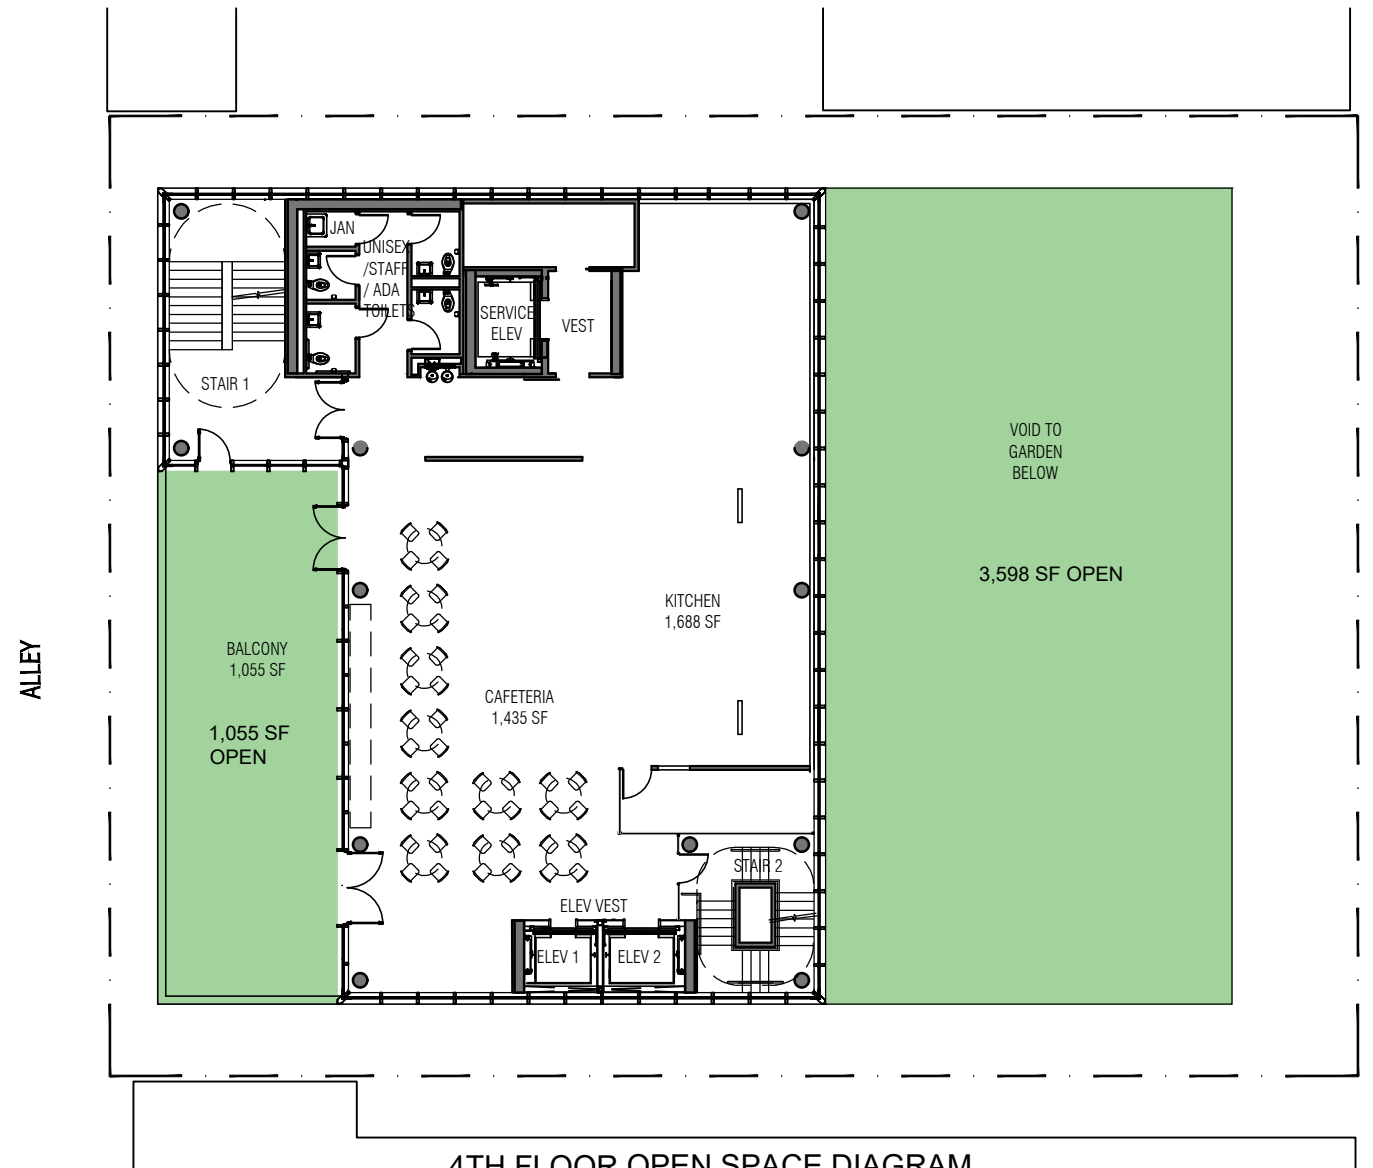 JAN
UNISEX
/STAFF
/ ADA
TOILETS
SERVICE
ELEV
VEST
STAIR 1
VOID TO
GARDEN
BELOW
3,598 SF OPEN
KITCHEN
1,688 SF
ALLEY
BALCONY
1,055 SF
1,055 SF
OPEN
CAFETERIA
1,435 SF
STAIR 2
ELEV VEST
ELEV 1
ELEV 2
4TH FLOOR OPEN SPACE DIAGRAM